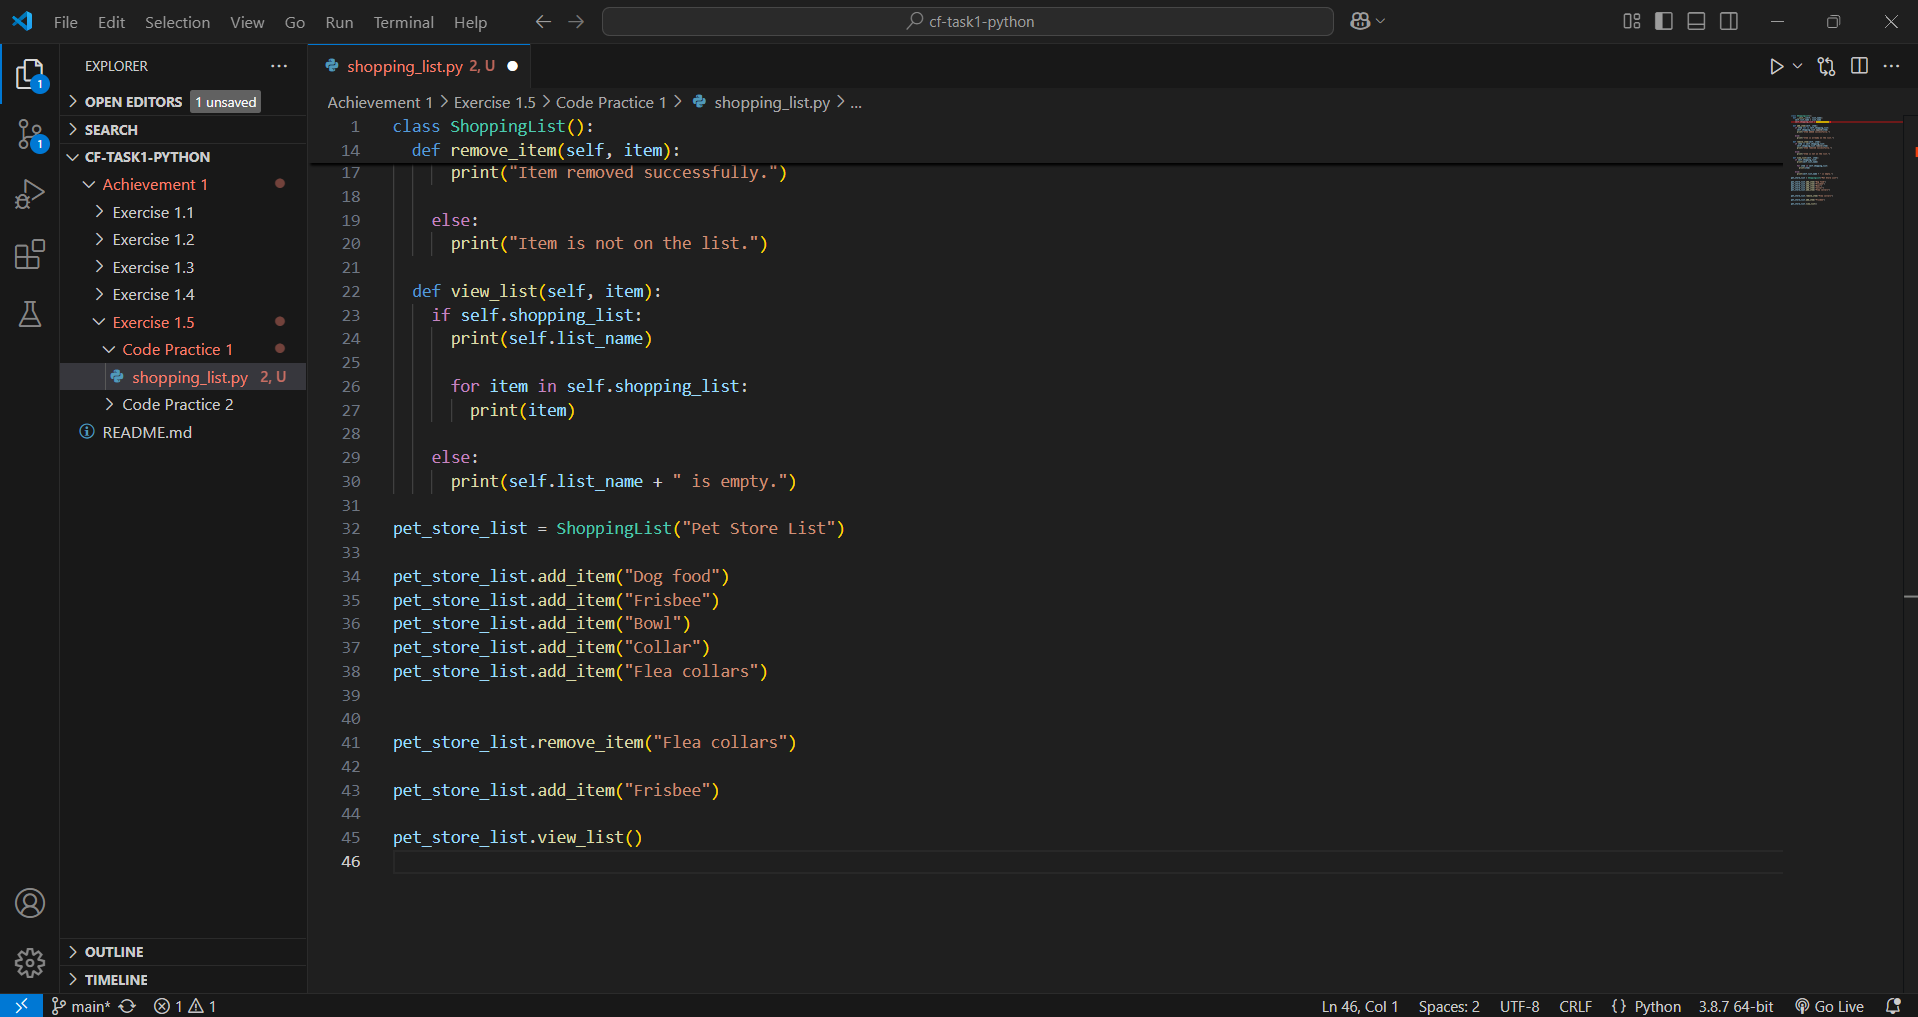 File Edit Selection View Go Run Terminal Help
cf-task1-python
EXPLORER
OPEN EDITORS 1 unsaved
SEARCH
CF-TASK1-PYTHON
Achievement 1
Exercise 1.1
Exercise 1.2
Exercise 1.3
Exercise 1.4
Exercise 1.5
Code Practice 1
shopping_list.py 2, U
Code Practice 2
README.md
OUTLINE
TIMELINE
1
1
shopping_list.py 2, U
Achievement 1 > Exercise 1.5 > Code Practice 1 > shopping_list.py > ...
1 class ShoppingList():
14 def remove_item(self, item):
17 print("Item removed successfully.")
18
19 else:
20 print("Item is not on the list.")
21
22 def view_list(self, item):
23 if self.shopping_list:
24 print(self.list_name)
25
26 for item in self.shopping_list:
27 print(item)
28
29 else:
30 print(self.list_name + " is empty.")
31
32 pet_store_list = ShoppingList("Pet Store List")
33
34 pet_store_list.add_item("Dog food")
35 pet_store_list.add_item("Frisbee")
36 pet_store_list.add_item("Bowl")
37 pet_store_list.add_item("Collar")
38 pet_store_list.add_item("Flea collars")
39
40
41 pet_store_list.remove_item("Flea collars")
42
43 pet_store_list.add_item("Frisbee")
44
45 pet_store_list.view_list()
46
main* 1 1 Ln 46, Col 1 Spaces: 2 UTF-8 CRLF {} Python 3.8.7 64-bit Go Live